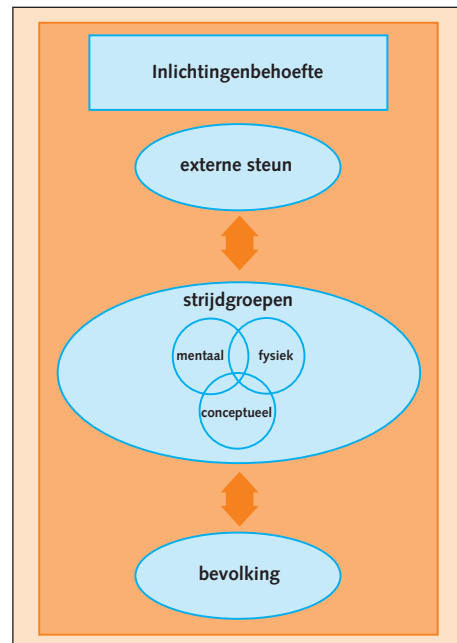 Inlichtingenbehoefte
externe steun
strijdgroepen
mentaal
fysiek
conceptueel
bevolking